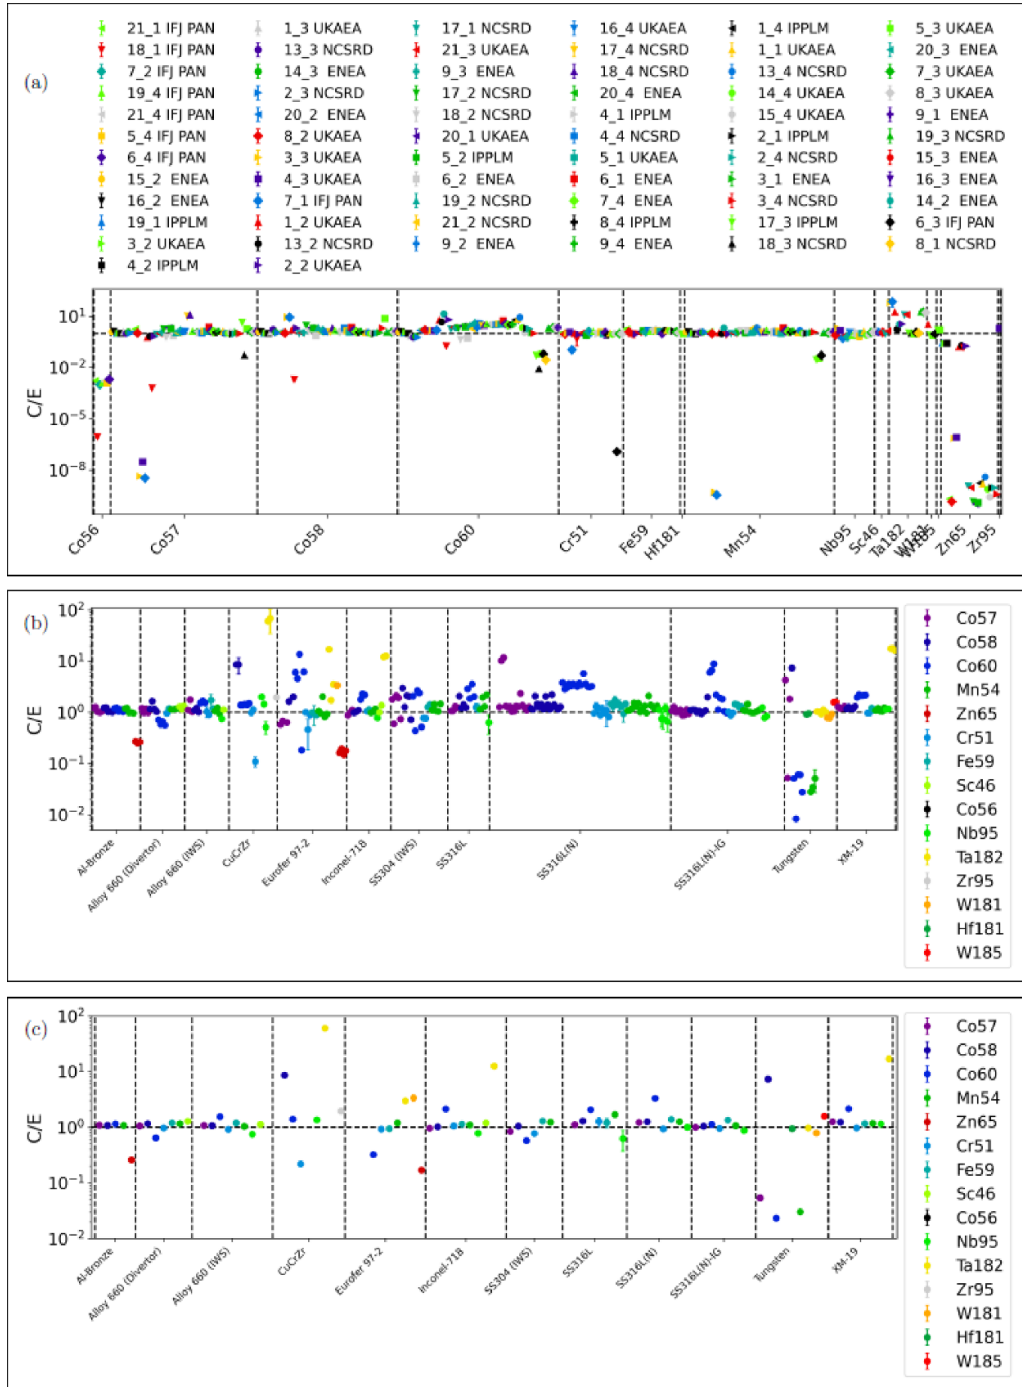 21_1 IFJ PAN 1_3 UKAEA 17_1 NCSRD 16_4 UKAEA 1_4 IPPLM 5_3 UKAEA
18_1 IFJ PAN 13_3 NCSRD 21_3 UKAEA 17_4 NCSRD 1_1 UKAEA 20_3 ENEA
7_2 IFJ PAN 14_3 ENEA 9_3 ENEA 18_4 NCSRD 13_4 NCSRD 7_3 UKAEA
(a) 19_4 IFJ PAN 2_3 NCSRD 17_2 NCSRD 20_4 ENEA 14_4 UKAEA 8_3 UKAEA
21_4 IFJ PAN 20_2 ENEA 18_2 NCSRD 4_1 IPPLM 15_4 UKAEA 9_1 ENEA
5_4 IFJ PAN 8_2 UKAEA 20_1 UKAEA 4_4 NCSRD 2_1 IPPLM 19_3 NCSRD
6_4 IFJ PAN 3_3 UKAEA 5_2 IPPLM 5_1 UKAEA 2_4 NCSRD 15_3 ENEA
15_2 ENEA 4_3 UKAEA 6_2 ENEA 6_1 ENEA 3_1 ENEA 16_3 ENEA
16_2 ENEA 7_1 IFJ PAN 19_2 NCSRD 7_4 ENEA 3_4 NCSRD 14_2 ENEA
19_1 IPPLM 1_2 UKAEA 21_2 NCSRD 8_4 IPPLM 17_3 IPPLM 6_3 IFJ PAN
3_2 UKAEA 13_2 NCSRD 9_2 ENEA 9_4 ENEA 18_3 NCSRD 8_1 NCSRD
4_2 IPPLM 2_2 UKAEA
10^1
10^-2
10^-5
10^-8
C/E
Co56 Co57 Co58 Co60 Cr51 Fe59 Hf181 Mn54 Nb95 Sc46 Ta182 W181 W185 Zn65 Zr95
(b)
10^2
10^1
10^0
10^-1
10^-2
C/E
Al-Bronze Alloy 660 (Divertor) Alloy 660 (IWS) CuCrZr Eurofer 97-2 Inconel-718 SS304 (IWS) SS316L SS316L(N) SS316L(N)-IG Tungsten XM-19
Co57
Co58
Co60
Mn54
Zn65
Cr51
Fe59
Sc46
Co56
Nb95
Ta182
Zr95
W181
Hf181
W185
(c)
10^2
10^1
10^0
10^-1
10^-2
C/E
Al-Bronze Alloy 660 (Divertor) Alloy 660 (IWS) CuCrZr Eurofer 97-2 Inconel-718 SS304 (IWS) SS316L SS316L(N) SS316L(N)-IG Tungsten XM-19
Co57
Co58
Co60
Mn54
Zn65
Cr51
Fe59
Sc46
Co56
Nb95
Ta182
Zr95
W181
Hf181
W185